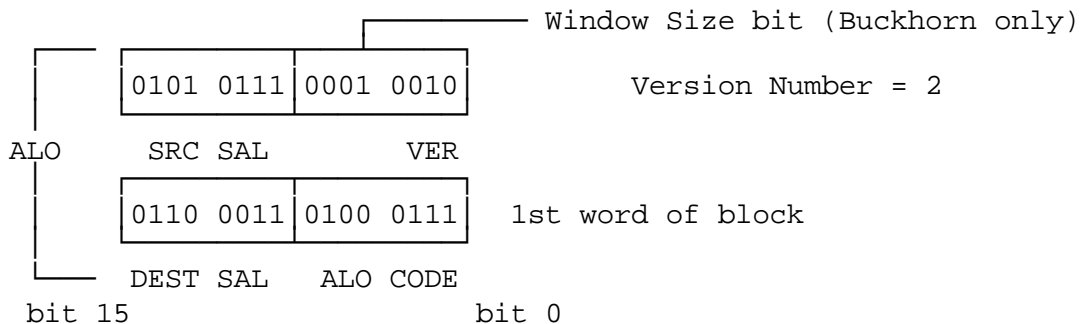 Window Size bit (Buckhorn only)
0101 0111 0001 0010 Version Number = 2
ALO SRC SAL VER
0110 0011 0100 0111 1st word of block
DEST SAL ALO CODE
bit 15 bit 0